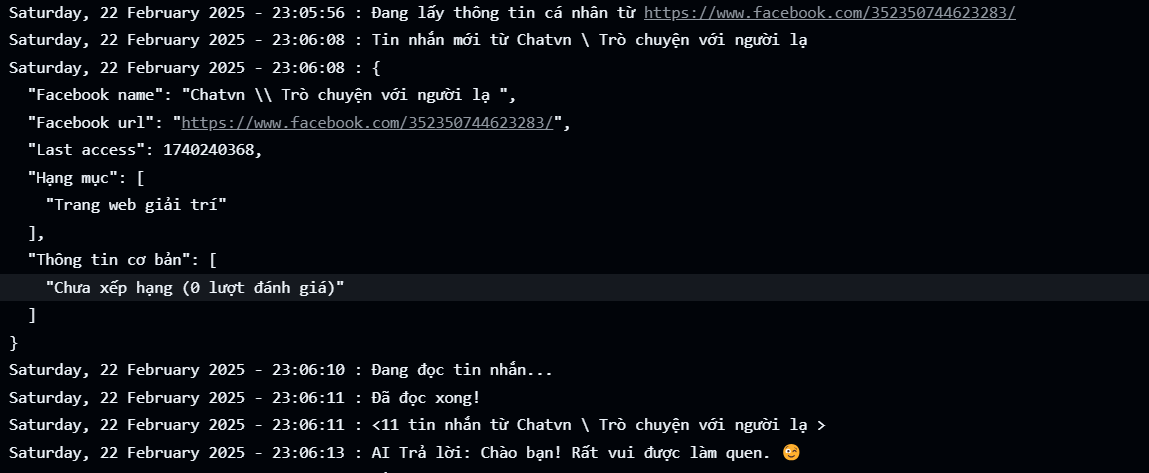 Saturday, 22 February 2025 - 23:05:56 : Đang lấy thông tin cá nhân từ https://www.facebook.com/352350744623283/
Saturday, 22 February 2025 - 23:06:08 : Tin nhắn mới từ Chatvn \ Trò chuyện với người lạ
Saturday, 22 February 2025 - 23:06:08 : {
"Facebook name": "Chatvn \\ Trò chuyện với người lạ ",
"Facebook url": "https://www.facebook.com/352350744623283/",
"Last access": 1740240368,
"Hạng mục": [
"Trang web giải trí"
],
"Thông tin cơ bản": [
"Chưa xếp hạng (0 lượt đánh giá)"
]
}
Saturday, 22 February 2025 - 23:06:10 : Đang đọc tin nhắn...
Saturday, 22 February 2025 - 23:06:11 : Đã đọc xong!
Saturday, 22 February 2025 - 23:06:11 : <11 tin nhắn từ Chatvn \ Trò chuyện với người lạ >
Saturday, 22 February 2025 - 23:06:13 : AI Trả lời: Chào bạn! Rất vui được làm quen. 😊